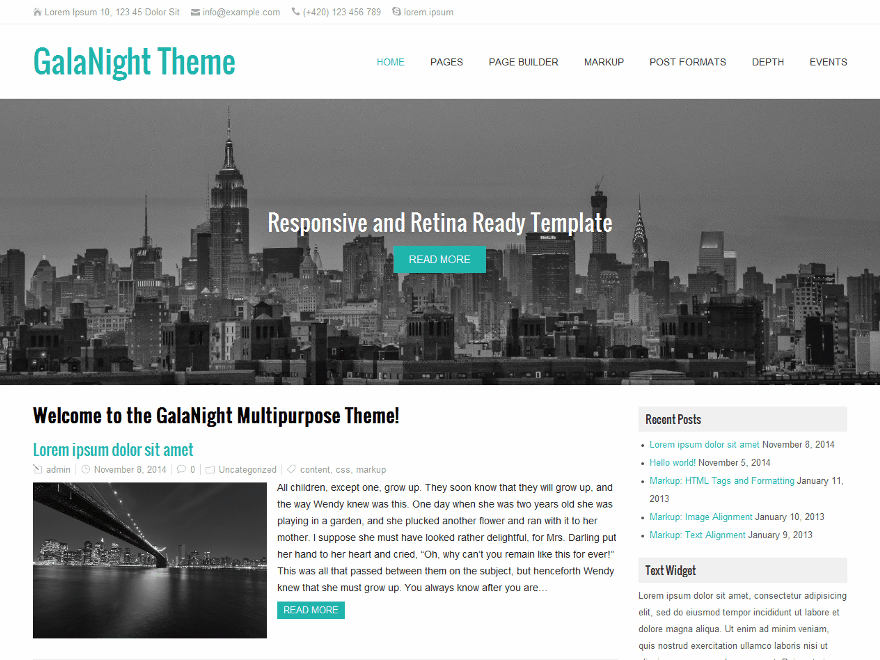 Lorem Ipsum 10, 123 45 Dolor Sit info@example.com (+420) 123 456 789 lorem.ipsum
GalaNight Theme
HOME PAGES PAGE BUILDER MARKUP POST FORMATS DEPTH EVENTS
Responsive and Retina Ready Template
READ MORE
Welcome to the GalaNight Multipurpose Theme!
Lorem ipsum dolor sit amet
admin November 8, 2014 0 Uncategorized content, css, markup
All children, except one, grow up. They soon know that they will grow up, and
the way Wendy knew was this. One day when she was two years old she was
playing in a garden, and she plucked another flower and ran with it to her
mother. I suppose she must have looked rather delightful, for Mrs. Darling put
her hand to her heart and cried, “Oh, why can't you remain like this for ever!”
This was all that passed between them on the subject, but henceforth Wendy
knew that she must grow up. You always know after you are…
READ MORE
Recent Posts
Lorem ipsum dolor sit amet November 8, 2014
Hello world! November 5, 2014
Markup: HTML Tags and Formatting January 11,
2013
Markup: Image Alignment January 10, 2013
Markup: Text Alignment January 9, 2013
Text Widget
Lorem ipsum dolor sit amet, consectetur adipisicing
elit, sed do eiusmod tempor incididunt ut labore et
dolore magna aliqua. Ut enim ad minim veniam,
quis nostrud exercitation ullamco laboris nisi ut